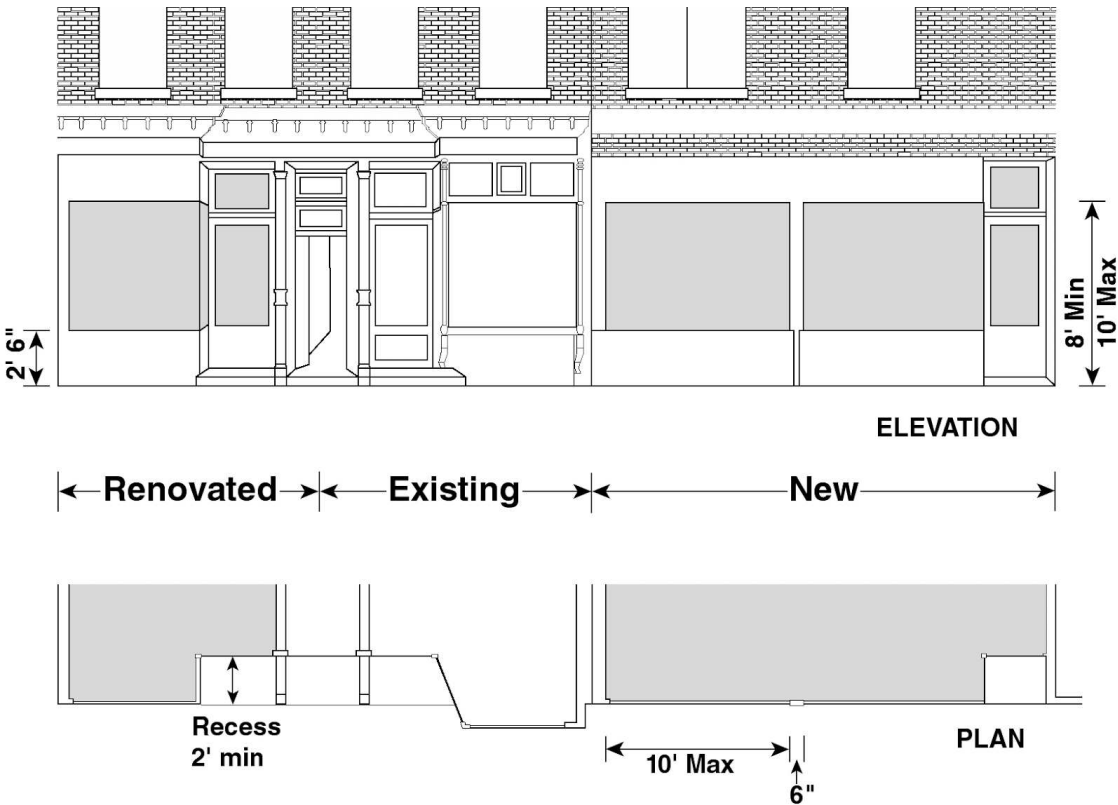 2' 6"
8' Min
10' Max
ELEVATION
Renovated
Existing
New
Recess
2' min
10' Max
6"
PLAN